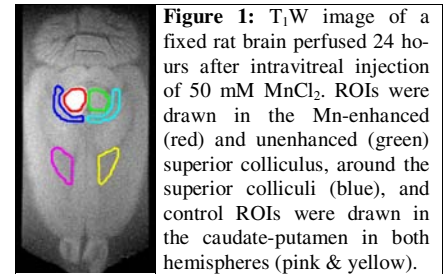 Figure 1: T₁W image of a
fixed rat brain perfused 24 ho-
urs after intravitreal injection
of 50 mM MnCl₂. ROIs were
drawn in the Mn-enhanced
(red) and unenhanced (green)
superior colliculus, around the
superior colliculi (blue), and
control ROIs were drawn in
the caudate-putamen in both
hemispheres (pink & yellow).